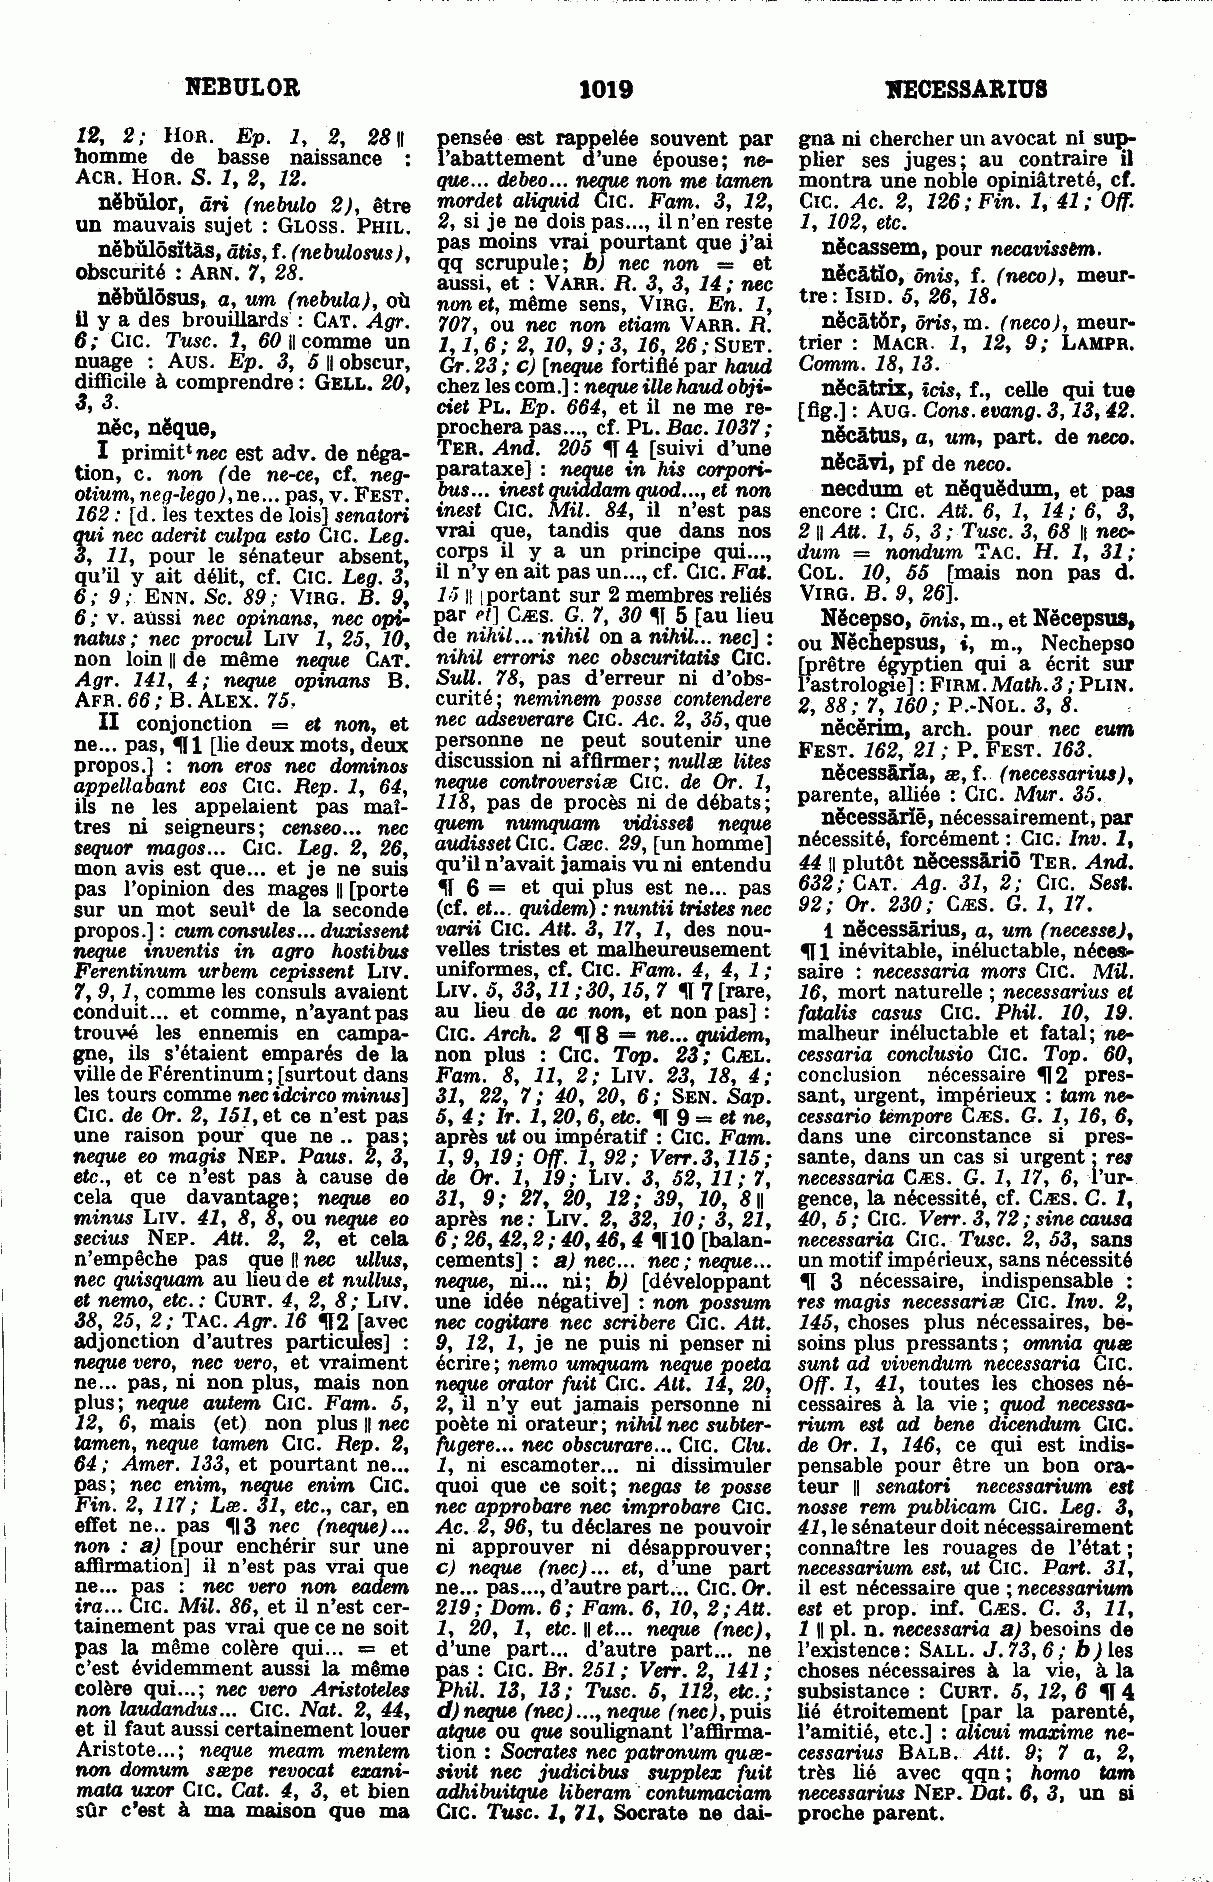 NEBULOR 1019 NECESSARIUS
12, 2; HOR. Ep. 1, 2, 28 ||
homme de basse naissance :
ACR. HOR. S. 1, 2, 12.
nĕbŭlor, āri (nebulo 2), être
un mauvais sujet : GLOSS. PHIL.
nĕbŭlōsĭtās, ātis, f. (nebulosus),
obscurité : ARN. 7, 28.
nĕbŭlōsus, a, um (nebula), où
il y a des brouillards : CAT. Agr.
6; CIC. Tusc. 1, 60 || comme un
nuage : AUS. Ep. 3, 5 || obscur,
difficile à comprendre : GELL. 20,
3, 3.
nĕc, nĕque,
I primitᵗ nec est adv. de néga-
tion, c. non (de ne-ce, cf. neg-
otium, neg-lego), ne... pas, v. FEST.
162 : [d. les textes de lois] senatori
qui nec aderit culpa esto CIC. Leg.
3, 11, pour le sénateur absent,
qu'il y ait délit, cf. CIC. Leg. 3,
6; 9; ENN. Sc. 89; VIRG. B. 9,
6; v. aussi nec opinans, nec opi-
natus; nec procul LIV 1, 25, 10,
non loin || de même neque CAT.
Agr. 141, 4; neque opinans B.
AFR. 66; B. ALEX. 75.
II conjonction = et non, et
ne... pas, ¶ 1 [lie deux mots, deux
propos.] : non eros nec dominos
appellabant eos CIC. Rep. 1, 64,
ils ne les appelaient pas maî-
tres ni seigneurs; censeo... nec
sequor magos... CIC. Leg. 2, 26,
mon avis est que... et je ne suis
pas l'opinion des mages || [porte
sur un mot seulᵗ de la seconde
propos.] : cum consules... duxissent
neque inventis in agro hostibus
Ferentinum urbem cepissent LIV.
7, 9, 1, comme les consuls avaient
conduit... et comme, n'ayant pas
trouvé les ennemis en campa-
gne, ils s'étaient emparés de la
ville de Férentinum; [surtout dans
les tours comme nec idcirco minus]
CIC. de Or. 2, 151, et ce n'est pas
une raison pour que ne .. pas;
neque eo magis NEP. Paus. 2, 3,
etc., et ce n'est pas à cause de
cela que davantage; neque eo
minus LIV. 41, 8, 8, ou neque eo
secius NEP. Att. 2, 2, et cela
n'empêche pas que || nec ullus,
nec quisquam au lieu de et nullus,
et nemo, etc. : CURT. 4, 2, 8; LIV.
38, 25, 2; TAC. Agr. 16 ¶ 2 [avec
adjonction d'autres particules] :
neque vero, nec vero, et vraiment
ne... pas, ni non plus, mais non
plus; neque autem CIC. Fam. 5,
12, 6, mais (et) non plus || nec
tamen, neque tamen CIC. Rep. 2,
64; Amer. 133, et pourtant ne...
pas; nec enim, neque enim CIC.
Fin. 2, 117; Læ. 31, etc., car, en
effet ne.. pas ¶ 3 nec (neque)...
non : a) [pour enchérir sur une
affirmation] il n'est pas vrai que
ne... pas : nec vero non eadem
ira... CIC. Mil. 86, et il n'est cer-
tainement pas vrai que ce ne soit
pas la même colère qui... = et
c'est évidemment aussi la même
colère qui...; nec vero Aristoteles
non laudandus... CIC. Nat. 2, 44,
et il faut aussi certainement louer
Aristote...; neque meam mentem
non domum sæpe revocat exani-
mata uxor CIC. Cat. 4, 3, et bien
sûr c'est à ma maison que ma
pensée est rappelée souvent par
l'abattement d'une épouse; ne-
que... debeo... neque non me tamen
mordet aliquid CIC. Fam. 3, 12,
2, si je ne dois pas..., il n'en reste
pas moins vrai pourtant que j'ai
qq scrupule; b) nec non = et
aussi, et : VARR. R. 3, 3, 14; nec
non et, même sens, VIRG. En. 1,
707, ou nec non etiam VARR. R.
1, 1, 6; 2, 10, 9; 3, 16, 26; SUET.
Gr. 23; c) [neque fortifié par haud
chez les com.] : neque ille haud obji-
ciet PL. Ep. 664, et il ne me re-
prochera pas..., cf. PL. Bac. 1037;
TER. And. 205 ¶ 4 [suivi d'une
parataxe] : neque in his corpori-
bus... inest quiddam quod..., et non
inest CIC. Mil. 84, il n'est pas
vrai que, tandis que dans nos
corps il y a un principe qui...,
il n'y en ait pas un..., cf. CIC. Fat.
15 || [portant sur 2 membres reliés
par et] CÆS. G. 7, 30 ¶ 5 [au lieu
de nihil... nihil on a nihil... nec] :
nihil erroris nec obscuritatis CIC.
Sull. 78, pas d'erreur ni d'obs-
curité; neminem posse contendere
nec adseverare CIC. Ac. 2, 35, que
personne ne peut soutenir une
discussion ni affirmer; nullæ lites
neque controversiæ CIC. de Or. 1,
118, pas de procès ni de débats;
quem numquam vidisset neque
audisset CIC. Cæc. 29, [un homme]
qu'il n'avait jamais vu ni entendu
¶ 6 = et qui plus est ne... pas
(cf. et... quidem) : nuntii tristes nec
varii CIC. Att. 3, 17, 1, des nou-
velles tristes et malheureusement
uniformes, cf. CIC. Fam. 4, 4, 1;
LIV. 5, 33, 11; 30, 15, 7 ¶ 7 [rare,
au lieu de ac non, et non pas] :
CIC. Arch. 2 ¶ 8 = ne... quidem,
non plus : CIC. Top. 23; CÆL.
Fam. 8, 11, 2; LIV. 23, 18, 4;
31, 22, 7; 40, 20, 6; SEN. Sap.
5, 4; Ir. 1, 20, 6, etc. ¶ 9 = et ne,
après ut ou impératif : CIC. Fam.
1, 9, 19; Off. 1, 92; Verr. 3, 115;
de Or. 1, 19; LIV. 3, 52, 11; 7,
31, 9; 27, 20, 12; 39, 10, 8 ||
après ne : LIV. 2, 32, 10; 3, 21,
6; 26, 42, 2; 40, 46, 4 ¶ 10 [balan-
cements] : a) nec... nec; neque...
neque, ni... ni; b) [développant
une idée négative] : non possum
nec cogitare nec scribere CIC. Att.
9, 12, 1, je ne puis ni penser ni
écrire; nemo umquam neque poeta
neque orator fuit CIC. Att. 14, 20,
2, il n'y eut jamais personne ni
poète ni orateur; nihil nec subter-
fugere... nec obscurare... CIC. Clu.
1, ni escamoter... ni dissimuler
quoi que ce soit; negas te posse
nec approbare nec improbare CIC.
Ac. 2, 96, tu déclares ne pouvoir
ni approuver ni désapprouver;
c) neque (nec)... et, d'une part
ne... pas..., d'autre part... CIC. Or.
219; Dom. 6; Fam. 6, 10, 2; Att.
1, 20, 1, etc. || et... neque (nec),
d'une part... d'autre part... ne
pas : CIC. Br. 251; Verr. 2, 141;
Phil. 13, 13; Tusc. 5, 112, etc.;
d) neque (nec)..., neque (nec), puis
atque ou que soulignant l'affirma-
tion : Socrates nec patronum quæ-
sivit nec judicibus supplex fuit
adhibuitque liberam contumaciam
CIC. Tusc. 1, 71, Socrate ne dai-
gna ni chercher un avocat ni sup-
plier ses juges; au contraire il
montra une noble opiniâtreté, cf.
CIC. Ac. 2, 126; Fin. 1, 41; Off.
1, 102, etc.
nĕcassem, pour necavissem.
nĕcātĭo, ōnis, f. (neco), meur-
tre : ISID. 5, 26, 18.
nĕcātŏr, ōris, m. (neco), meur-
trier : MACR. 1, 12, 9; LAMPR.
Comm. 18, 13.
nĕcātrix, īcis, f., celle qui tue
[fig.] : AUG. Cons. evang. 3, 13, 42.
nĕcātus, a, um, part. de neco.
nĕcāvi, pf de neco.
necdum et nĕquĕdum, et pas
encore : CIC. Att. 6, 1, 14; 6, 3,
2 || Att. 1, 5, 3; Tusc. 3, 68 || nec-
dum = nondum TAC. H. 1, 31;
COL. 10, 55 [mais non pas d.
VIRG. B. 9, 26].
Nĕcepso, ōnis, m., et Nĕcepsus,
ou Nĕchepsus, i, m., Nechepso
[prêtre égyptien qui a écrit sur
l'astrologie] : FIRM. Math. 3; PLIN.
2, 88; 7, 160; P.-NOL. 3, 8.
nĕcĕrim, arch. pour nec eum
FEST. 162, 21; P. FEST. 163.
nĕcessārĭa, æ, f. (necessarius),
parente, alliée : CIC. Mur. 35.
nĕcessārĭē, nécessairement, par
nécessité, forcément : CIC. Inv. 1,
44 || plutôt nĕcessārĭō TER. And.
632; CAT. Ag. 31, 2; CIC. Sest.
92; Or. 230; CÆS. G. 1, 17.
1 nĕcessārĭus, a, um (necesse),
¶ 1 inévitable, inéluctable, néces-
saire : necessaria mors CIC. Mil.
16, mort naturelle; necessarius et
fatalis casus CIC. Phil. 10, 19.
malheur inéluctable et fatal; ne-
cessaria conclusio CIC. Top. 60,
conclusion nécessaire ¶ 2 pres-
sant, urgent, impérieux : tam ne-
cessario tempore CÆS. G. 1, 16, 6,
dans une circonstance si pres-
sante, dans un cas si urgent; res
necessaria CÆS. G. 1, 17, 6, l'ur-
gence, la nécessité, cf. CÆS. C. 1,
40, 5; CIC. Verr. 3, 72; sine causa
necessaria CIC. Tusc. 2, 53, sans
un motif impérieux, sans nécessité
¶ 3 nécessaire, indispensable :
res magis necessariæ CIC. Inv. 2,
145, choses plus nécessaires, be-
soins plus pressants; omnia quæ
sunt ad vivendum necessaria CIC.
Off. 1, 41, toutes les choses né-
cessaires à la vie; quod necessa-
rium est ad bene dicendum CIC.
de Or. 1, 146, ce qui est indis-
pensable pour être un bon ora-
teur || senatori necessarium est
nosse rem publicam CIC. Leg. 3,
41, le sénateur doit nécessairement
connaître les rouages de l'état;
necessarium est, ut CIC. Part. 31,
il est nécessaire que; necessarium
est et prop. inf. CÆS. C. 3, 11,
1 || pl. n. necessaria a) besoins de
l'existence : SALL. J. 73, 6; b) les
choses nécessaires à la vie, à la
subsistance : CURT. 5, 12, 6 ¶ 4
lié étroitement [par la parenté,
l'amitié, etc.] : alicui maxime ne-
cessarius BALB. Att. 9; 7 a, 2,
très lié avec qqn; homo tam
necessarius NEP. Dat. 6, 3, un si
proche parent.